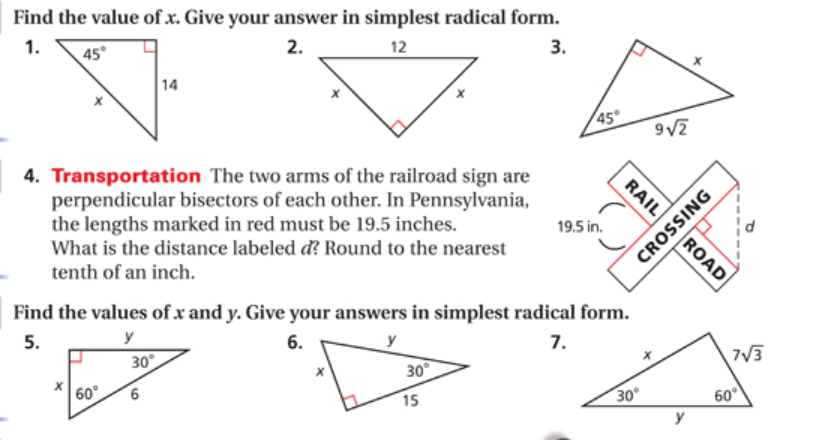 Find the value of x. Give your answer in simplest radical form.
1.
45°
14
x
2.
12
x
x
3.
x
45°
9√2
4. Transportation The two arms of the railroad sign are
perpendicular bisectors of each other. In Pennsylvania,
the lengths marked in red must be 19.5 inches.
What is the distance labeled d? Round to the nearest
tenth of an inch.
19.5 in.
RAIL
CROSSING
ROAD
d
Find the values of x and y. Give your answers in simplest radical form.
5.
y
30°
x
60°
6
6.
y
x
30°
15
7.
x
7√3
30°
60°
y